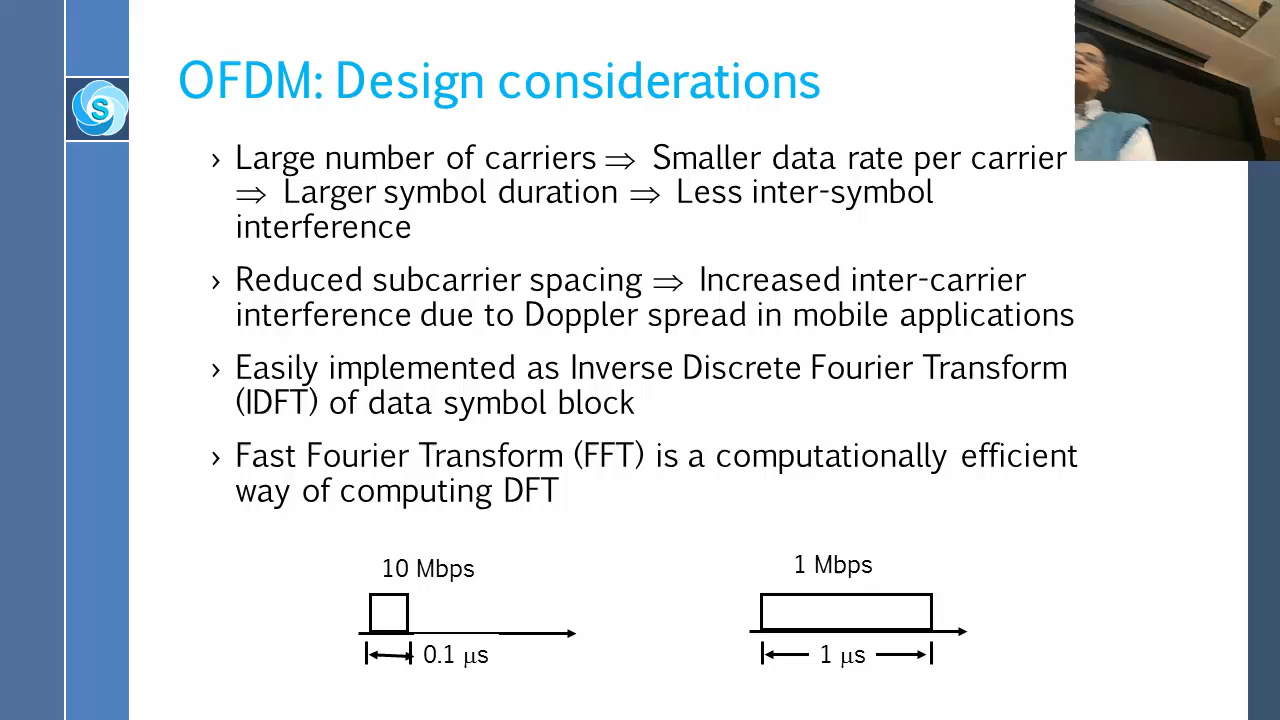 OFDM: Design considerations
S
› Large number of carriers ⇒ Smaller data rate per carrier
⇒ Larger symbol duration ⇒ Less inter-symbol
interference
› Reduced subcarrier spacing ⇒ Increased inter-carrier
interference due to Doppler spread in mobile applications
› Easily implemented as Inverse Discrete Fourier Transform
(IDFT) of data symbol block
› Fast Fourier Transform (FFT) is a computationally efficient
way of computing DFT
10 Mbps
0.1 μs
1 Mbps
1 μs